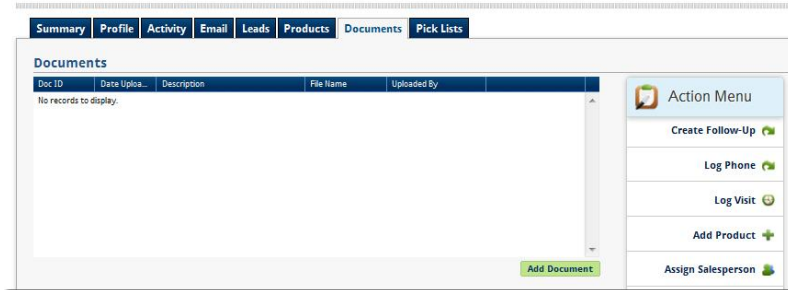 Summary Profile Activity Email Leads Products Documents Pick Lists
Documents
Doc ID Date Uploa... Description File Name Uploaded By
No records to display.
Add Document
Action Menu
Create Follow-Up
Log Phone
Log Visit
Add Product
Assign Salesperson